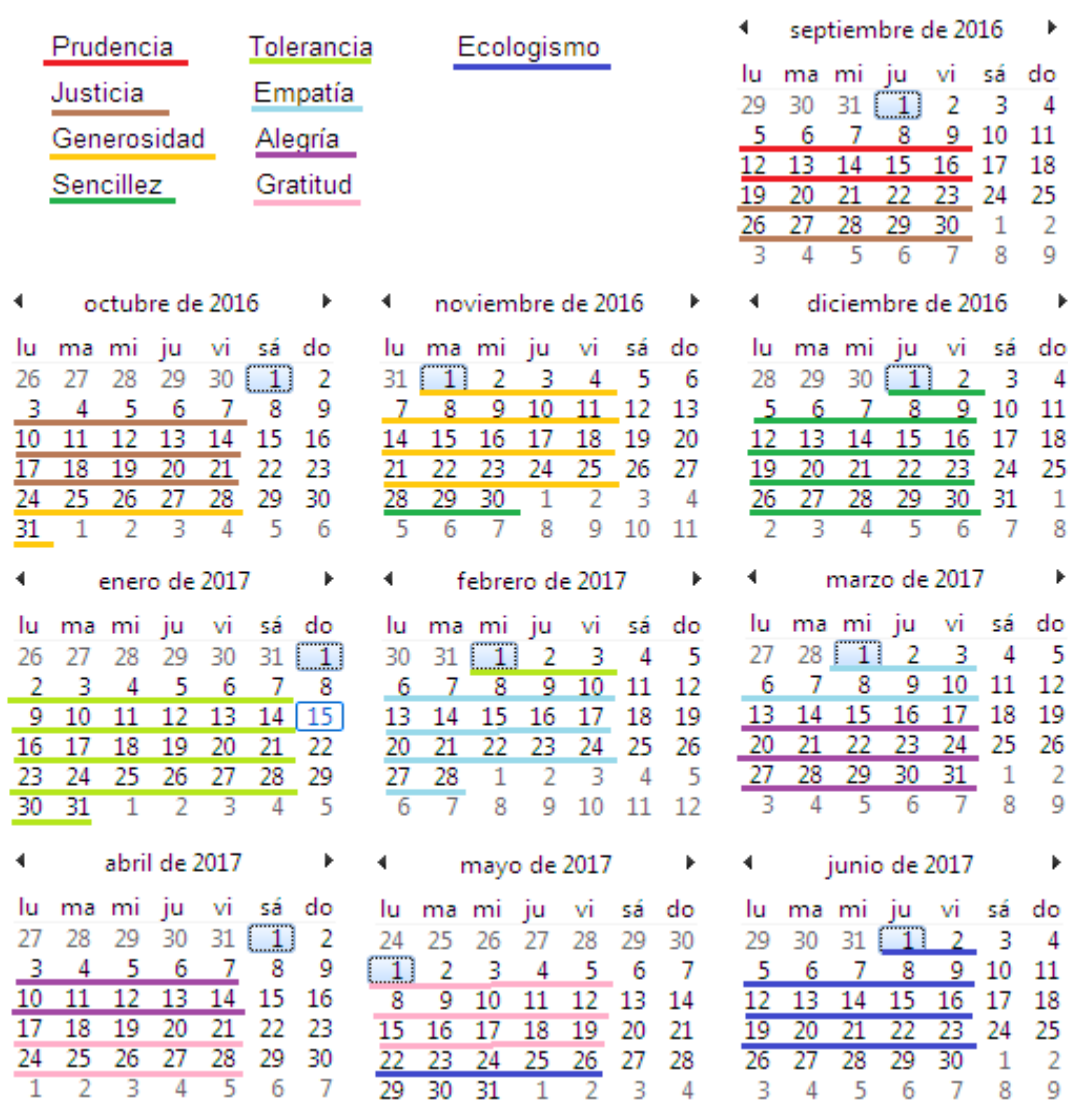 Prudencia Tolerancia Ecologismo
Justicia Empatía
Generosidad Alegría
Sencillez Gratitud
septiembre de 2016
lu ma mi ju vi sá do
29 30 31 1 2 3 4
5 6 7 8 9 10 11
12 13 14 15 16 17 18
19 20 21 22 23 24 25
26 27 28 29 30 1 2
3 4 5 6 7 8 9
octubre de 2016
lu ma mi ju vi sá do
26 27 28 29 30 1 2
3 4 5 6 7 8 9
10 11 12 13 14 15 16
17 18 19 20 21 22 23
24 25 26 27 28 29 30
31 1 2 3 4 5 6
noviembre de 2016
lu ma mi ju vi sá do
31 1 2 3 4 5 6
7 8 9 10 11 12 13
14 15 16 17 18 19 20
21 22 23 24 25 26 27
28 29 30 1 2 3 4
5 6 7 8 9 10 11
diciembre de 2016
lu ma mi ju vi sá do
28 29 30 1 2 3 4
5 6 7 8 9 10 11
12 13 14 15 16 17 18
19 20 21 22 23 24 25
26 27 28 29 30 31 1
2 3 4 5 6 7 8
enero de 2017
lu ma mi ju vi sá do
26 27 28 29 30 31 1
2 3 4 5 6 7 8
9 10 11 12 13 14 15
16 17 18 19 20 21 22
23 24 25 26 27 28 29
30 31 1 2 3 4 5
febrero de 2017
lu ma mi ju vi sá do
30 31 1 2 3 4 5
6 7 8 9 10 11 12
13 14 15 16 17 18 19
20 21 22 23 24 25 26
27 28 1 2 3 4 5
6 7 8 9 10 11 12
marzo de 2017
lu ma mi ju vi sá do
27 28 1 2 3 4 5
6 7 8 9 10 11 12
13 14 15 16 17 18 19
20 21 22 23 24 25 26
27 28 29 30 31 1 2
3 4 5 6 7 8 9
abril de 2017
lu ma mi ju vi sá do
27 28 29 30 31 1 2
3 4 5 6 7 8 9
10 11 12 13 14 15 16
17 18 19 20 21 22 23
24 25 26 27 28 29 30
1 2 3 4 5 6 7
mayo de 2017
lu ma mi ju vi sá do
24 25 26 27 28 29 30
1 2 3 4 5 6 7
8 9 10 11 12 13 14
15 16 17 18 19 20 21
22 23 24 25 26 27 28
29 30 31 1 2 3 4
junio de 2017
lu ma mi ju vi sá do
29 30 31 1 2 3 4
5 6 7 8 9 10 11
12 13 14 15 16 17 18
19 20 21 22 23 24 25
26 27 28 29 30 1 2
3 4 5 6 7 8 9